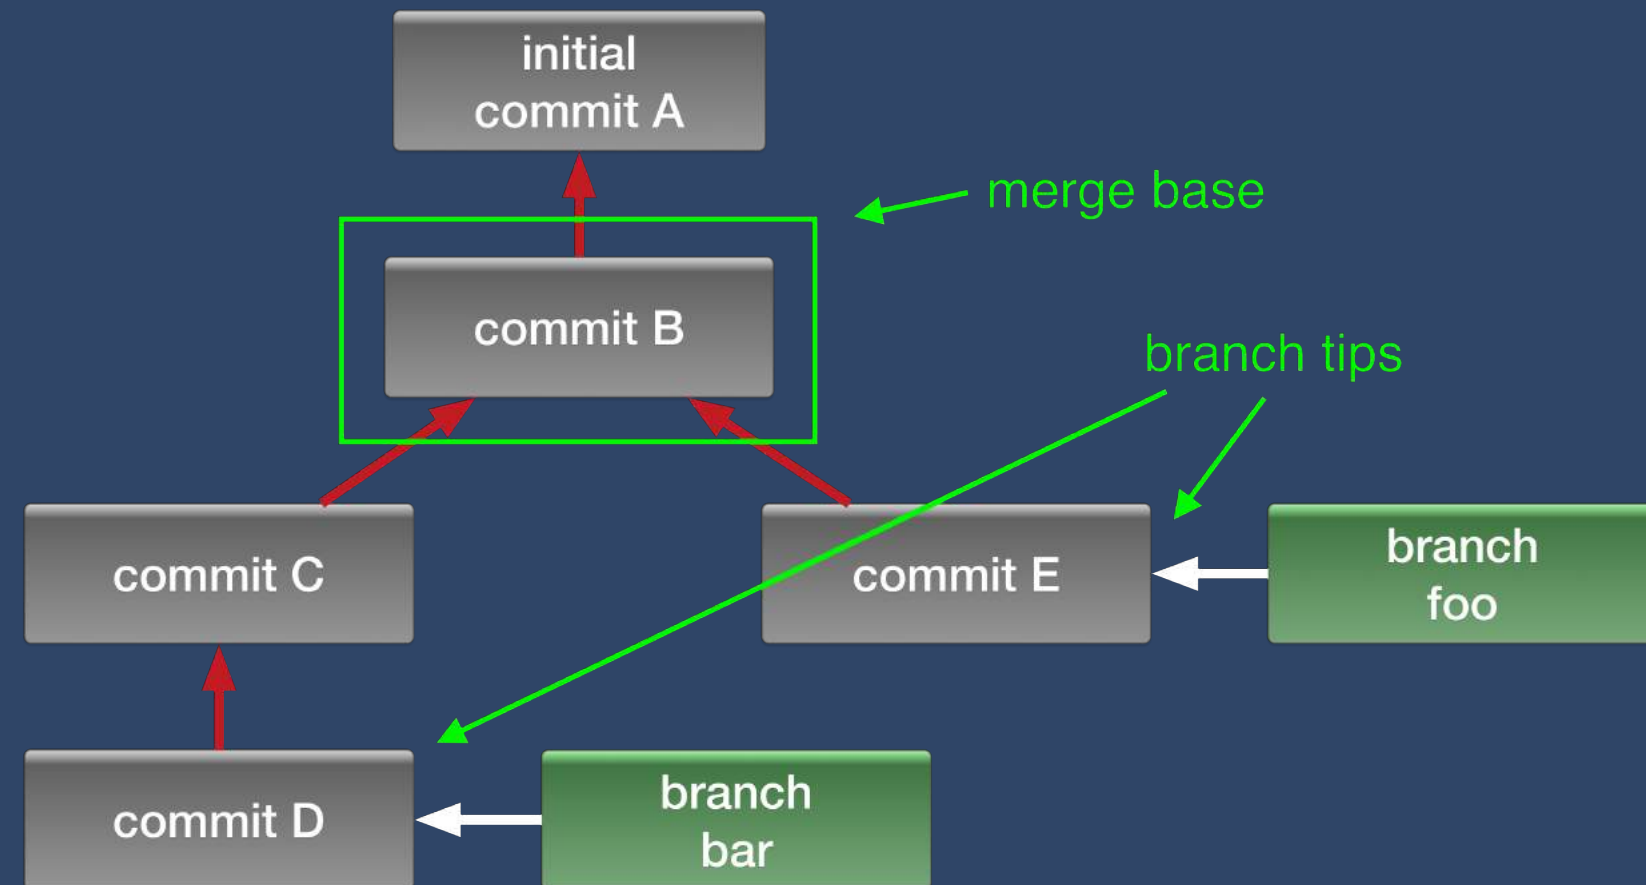 initial
commit A
merge base
commit B
branch tips
commit C
commit E
branch
foo
commit D
branch
bar